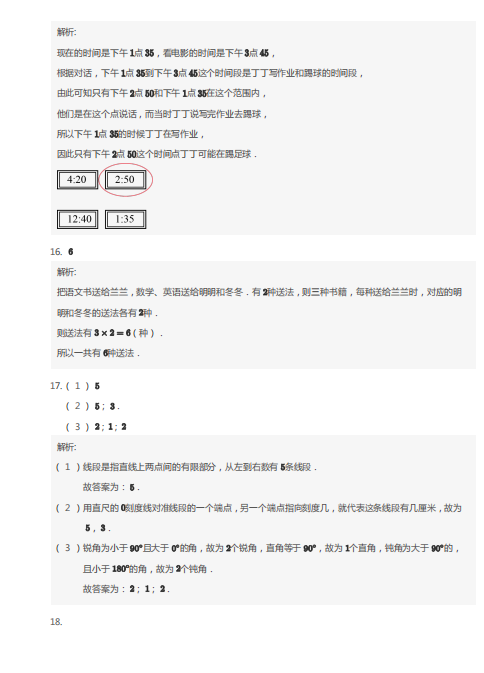 解析:
现在的时间是下午1点35，看电影的时间是下午3点45，
根据对话，下午1点35到下午3点45这个时间段是丁丁写作业和踢球的时间段，
由此可知只有下午2点50和下午1点35在这个范围内，
他们是在这个点说话，而当时丁丁说写完作业去踢球，
所以下午1点35的时候丁丁在写作业，
因此只有下午2点50这个时间点丁丁可能在踢足球．
4:20 2:50
12:40 1:35
16. 6
解析:
把语文书送给兰兰，数学、英语送给明明和冬冬．有2种送法，则三种书籍，每种送给兰兰时，对应的明
明和冬冬的送法各有2种．
则送法有3×2＝6（种）．
所以一共有6种送法．
17.（1）5
（2）5；3．
（3）2；1；2
解析:
（1）线段是指直线上两点间的有限部分，从左到右数有5条线段．
故答案为：5．
（2）用直尺的0刻度线对准线段的一个端点，另一个端点指向刻度几，就代表这条线段有几厘米，故为
5，3．
（3）锐角为小于90°且大于0°的角，故为2个锐角，直角等于90°，故为1个直角，钝角为大于90°的，
且小于180°的角，故为2个钝角．
故答案为：2；1；2．
18.